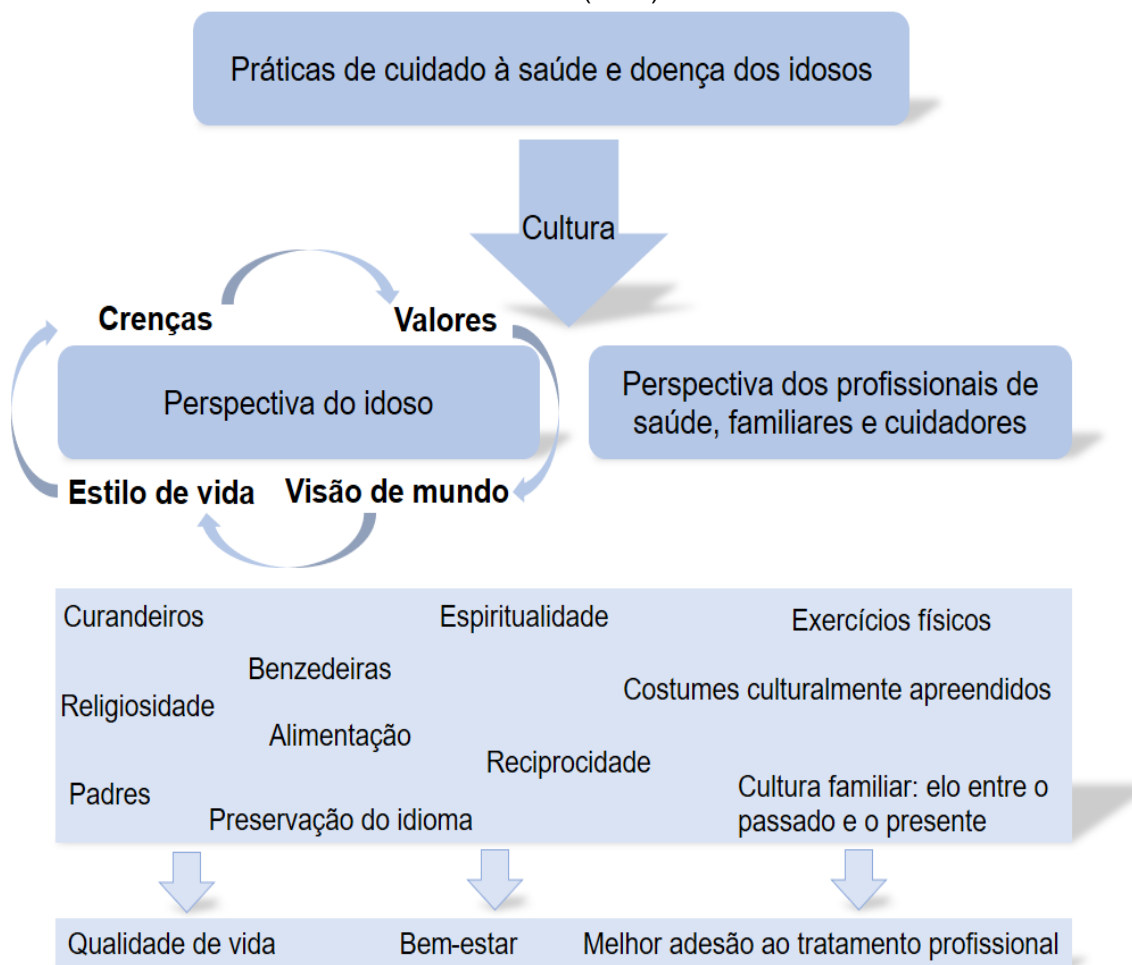 Práticas de cuidado à saúde e doença dos idosos
Cultura
Crenças
Valores
Perspectiva do idoso
Perspectiva dos profissionais de
saúde, familiares e cuidadores
Estilo de vida
Visão de mundo
Curandeiros
Espiritualidade
Exercícios físicos
Benzedeiras
Costumes culturalmente apreendidos
Religiosidade
Alimentação
Reciprocidade
Padres
Cultura familiar: elo entre o
passado e o presente
Preservação do idioma
Qualidade de vida
Bem-estar
Melhor adesão ao tratamento profissional